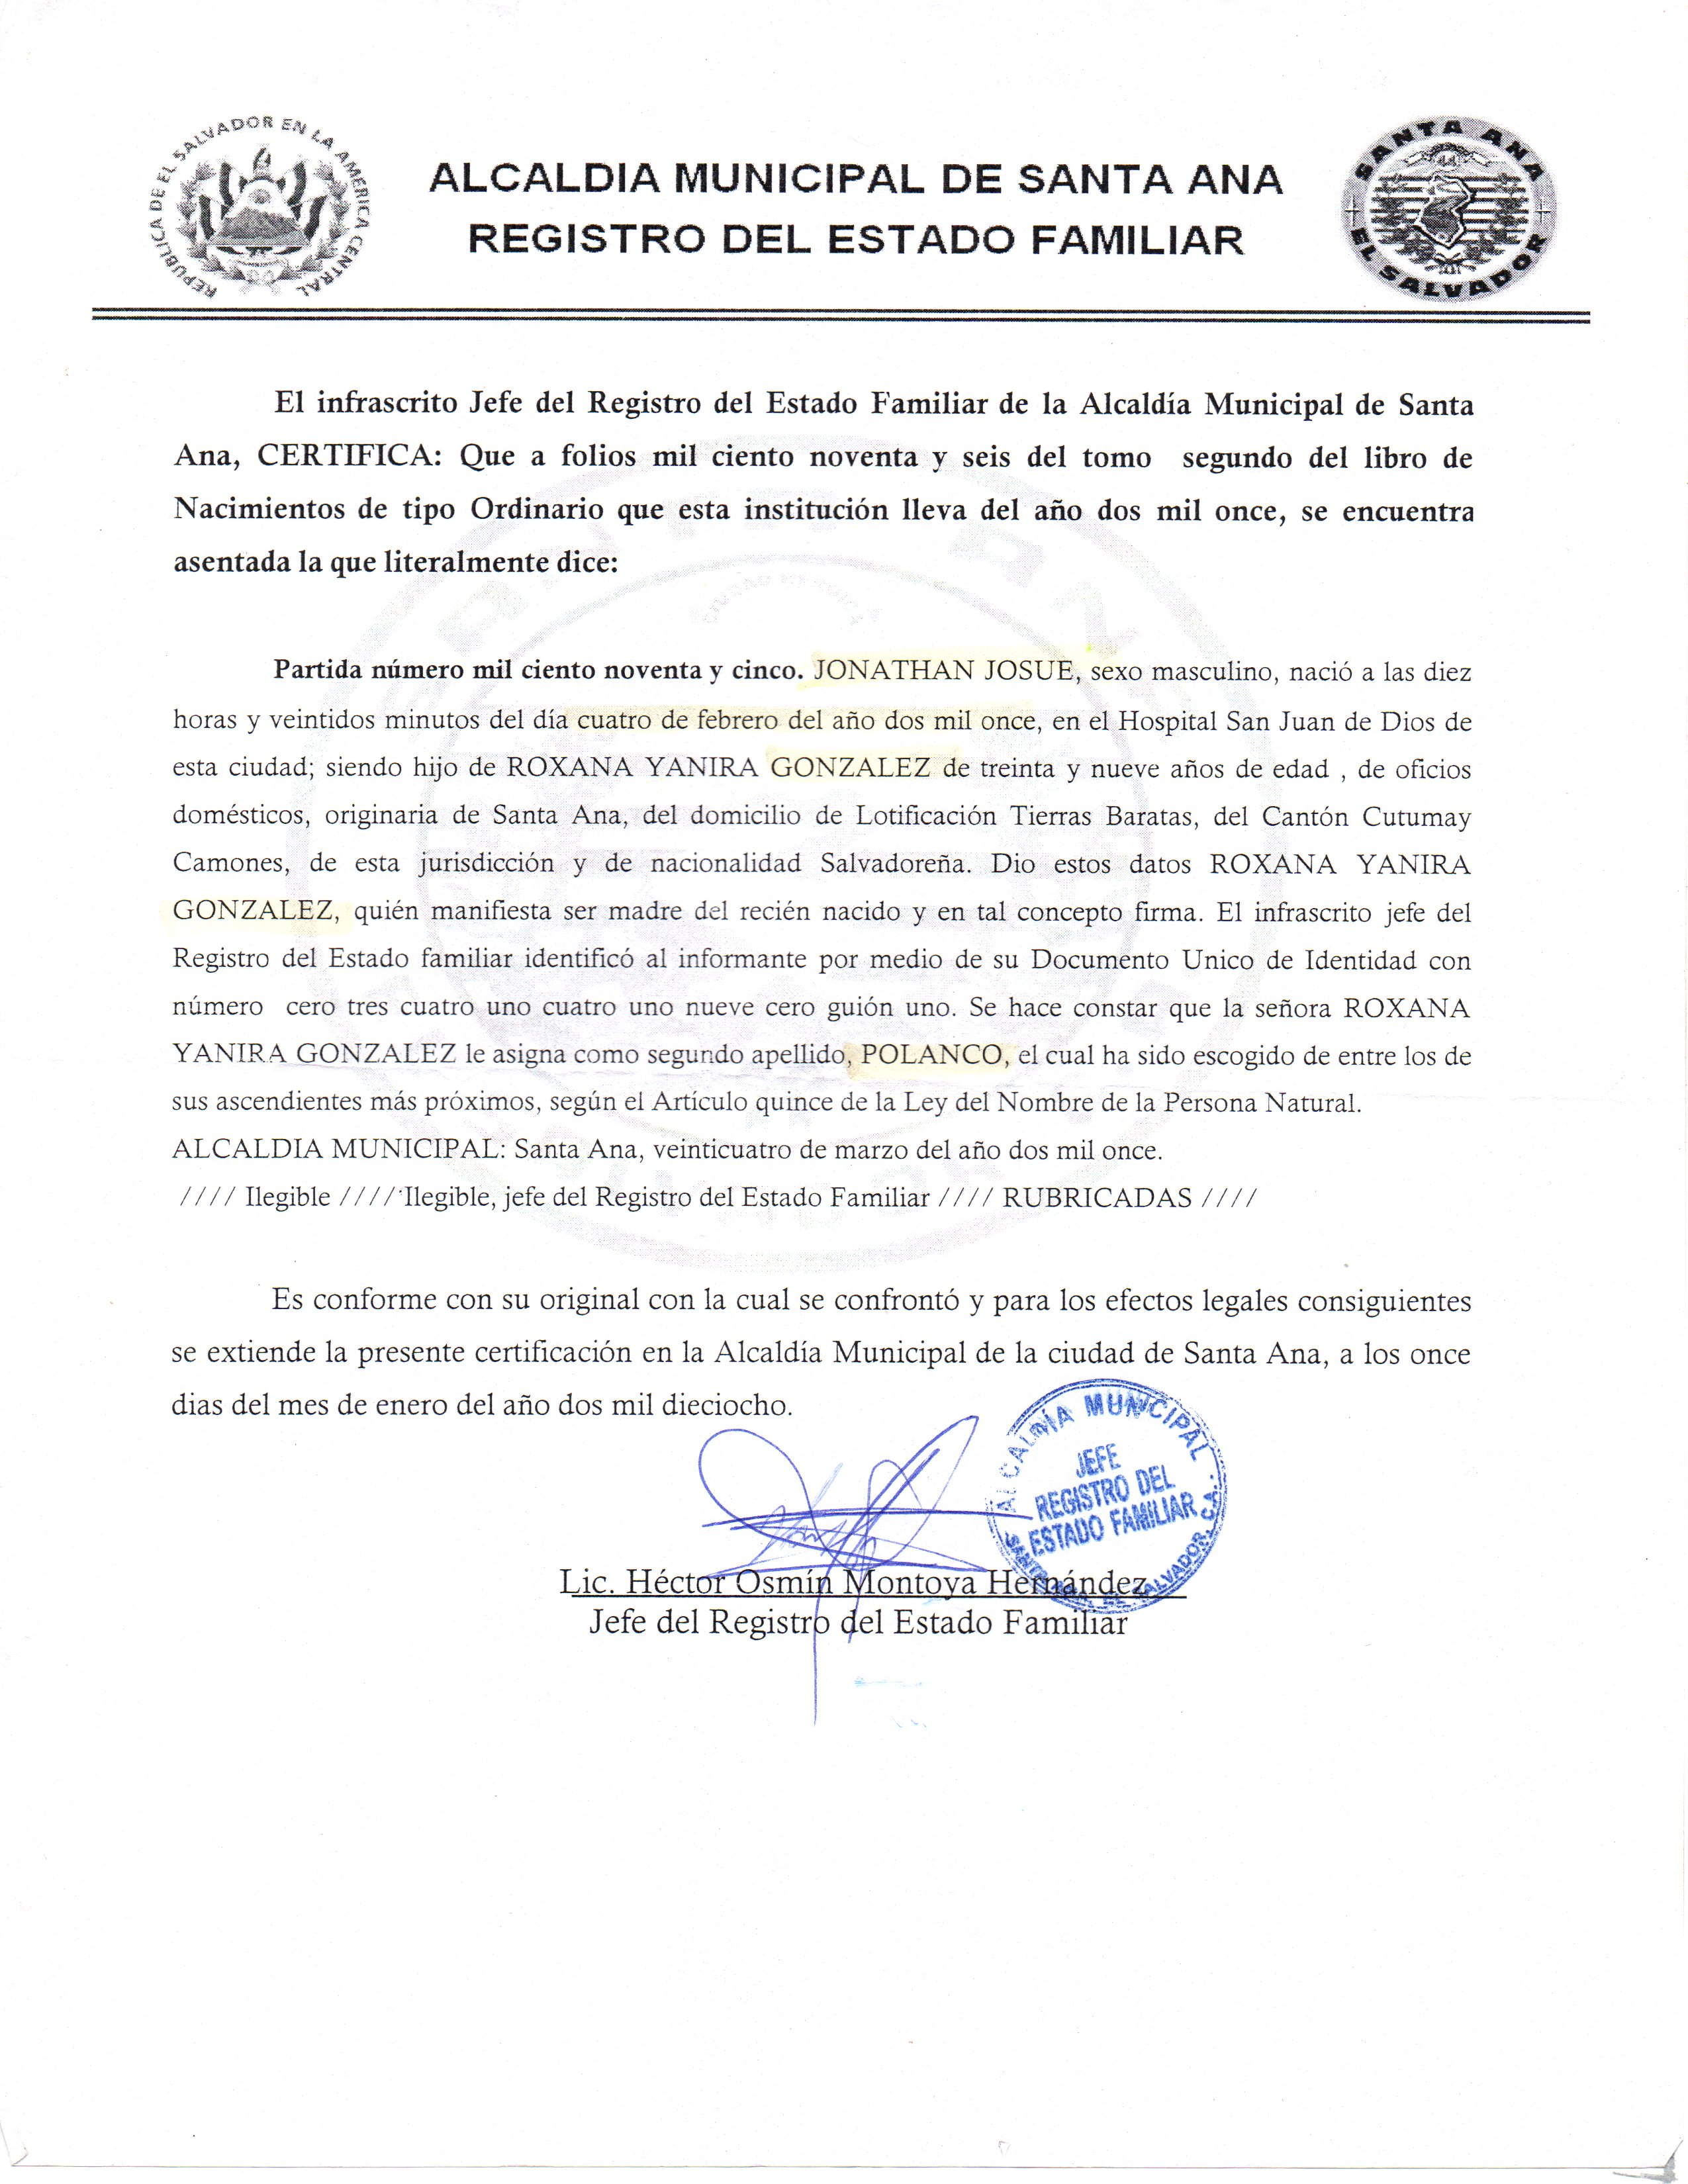 REPUBLICA DE EL SALVADOR EN LA AMERICA CENTRAL
ALCALDIA MUNICIPAL DE SANTA ANA
REGISTRO DEL ESTADO FAMILIAR
SANTA ANA
EL SALVADOR
El infrascrito Jefe del Registro del Estado Familiar de la Alcaldía Municipal de Santa
Ana, CERTIFICA: Que a folios mil ciento noventa y seis del tomo segundo del libro de
Nacimientos de tipo Ordinario que esta institución lleva del año dos mil once, se encuentra
asentada la que literalmente dice:
Partida número mil ciento noventa y cinco. JONATHAN JOSUE, sexo masculino, nació a las diez
horas y veintidos minutos del día cuatro de febrero del año dos mil once, en el Hospital San Juan de Dios de
esta ciudad; siendo hijo de ROXANA YANIRA GONZALEZ de treinta y nueve años de edad , de oficios
domésticos, originaria de Santa Ana, del domicilio de Lotificación Tierras Baratas, del Cantón Cutumay
Camones, de esta jurisdicción y de nacionalidad Salvadoreña. Dio estos datos ROXANA YANIRA
GONZALEZ, quién manifiesta ser madre del recién nacido y en tal concepto firma. El infrascrito jefe del
Registro del Estado familiar identificó al informante por medio de su Documento Unico de Identidad con
número cero tres cuatro uno cuatro uno nueve cero guión uno. Se hace constar que la señora ROXANA
YANIRA GONZALEZ le asigna como segundo apellido, POLANCO, el cual ha sido escogido de entre los de
sus ascendientes más próximos, según el Artículo quince de la Ley del Nombre de la Persona Natural.
ALCALDIA MUNICIPAL: Santa Ana, veinticuatro de marzo del año dos mil once.
//// Ilegible //// Ilegible, jefe del Registro del Estado Familiar //// RUBRICADAS ////
Es conforme con su original con la cual se confrontó y para los efectos legales consiguientes
se extiende la presente certificación en la Alcaldía Municipal de la ciudad de Santa Ana, a los once
dias del mes de enero del año dos mil dieciocho.
ALCALDÍA MUNICIPAL
JEFE
REGISTRO DEL
ESTADO FAMILIAR
SANTA ANA, EL SALVADOR, C.A.
Lic. Héctor Osmín Montoya Hernández
Jefe del Registro del Estado Familiar